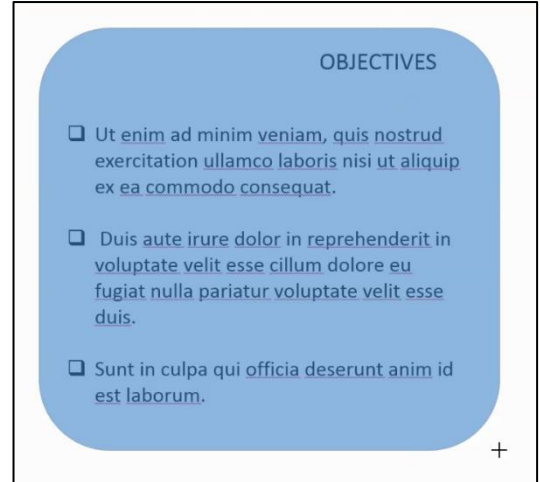 OBJECTIVES
❑ Ut enim ad minim veniam, quis nostrud
exercitation ullamco laboris nisi ut aliquip
ex ea commodo consequat.
❑ Duis aute irure dolor in reprehenderit in
voluptate velit esse cillum dolore eu
fugiat nulla pariatur voluptate velit esse
duis.
❑ Sunt in culpa qui officia deserunt anim id
est laborum.